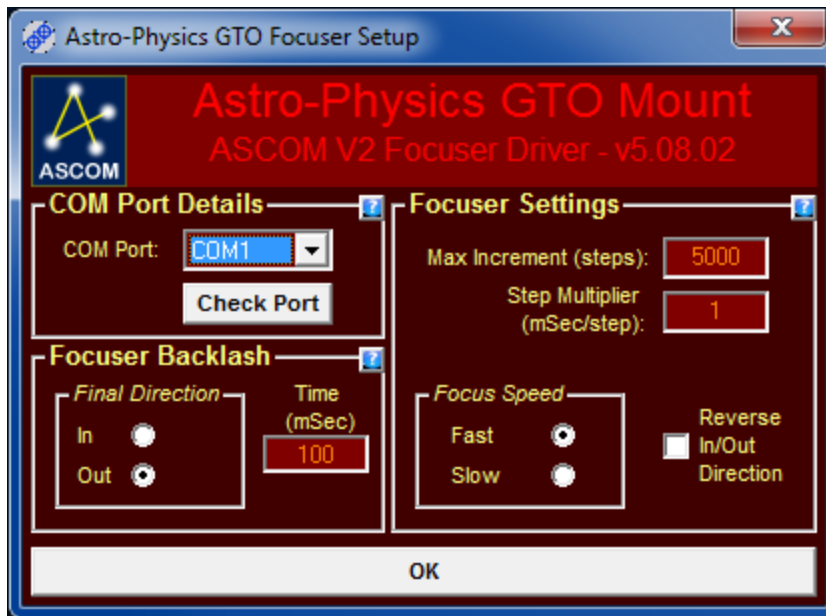 Astro-Physics GTO Focuser Setup
Astro-Physics GTO Mount
ASCOM V2 Focuser Driver - v5.08.02
ASCOM
COM Port Details
?
COM Port:
COM1
Check Port
Focuser Backlash
?
Final Direction
In
Out
Time
(mSec)
100
Focuser Settings
?
Max Increment (steps):
5000
Step Multiplier
(mSec/step):
1
Focus Speed
Fast
Slow
Reverse
In/Out
Direction
OK